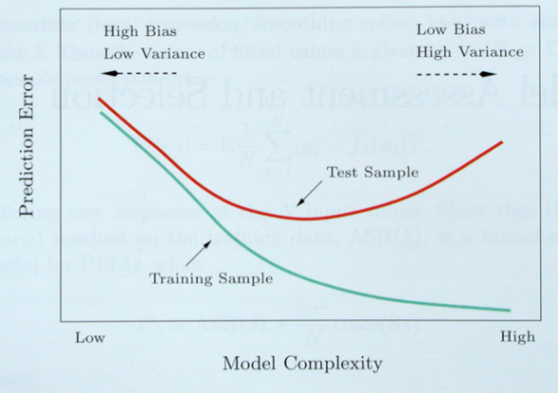 High Bias
Low Variance
Low Bias
High Variance
Prediction Error
Test Sample
Training Sample
Low
High
Model Complexity